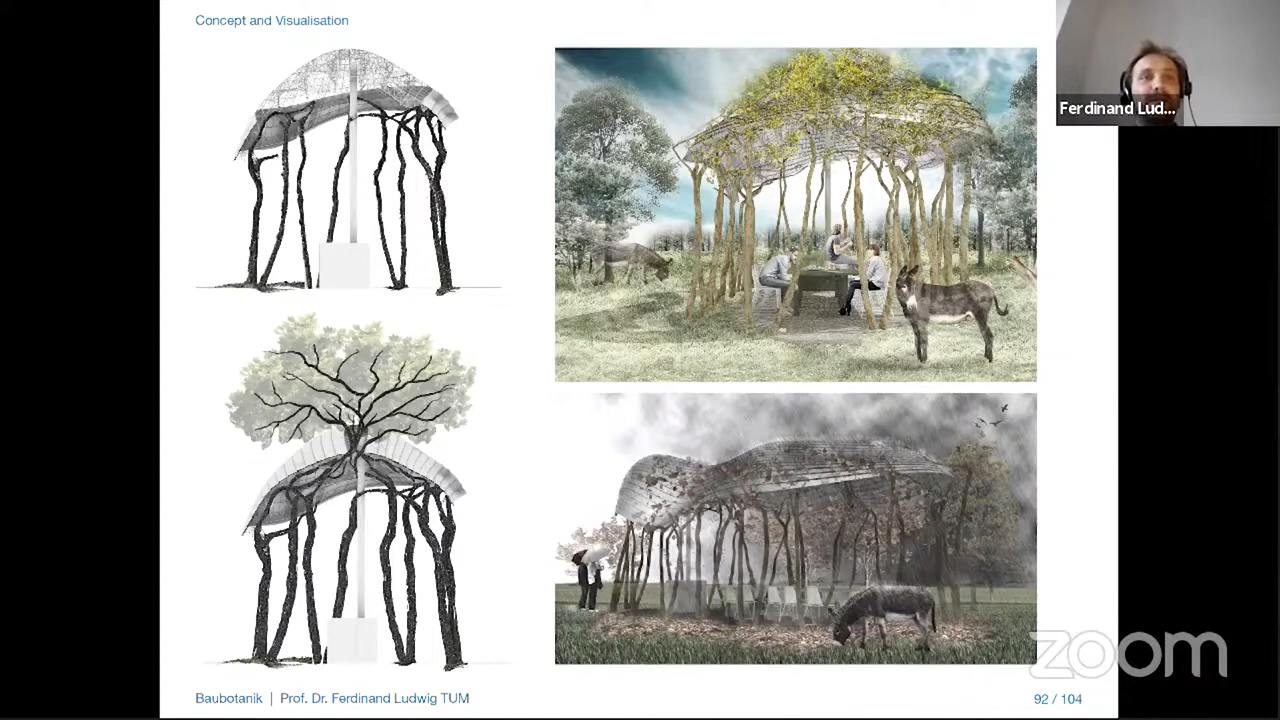 Concept and Visualisation
Ferdinand Lud...
Baubotanik | Prof. Dr. Ferdinand Ludwig TUM
92 / 104
zoom